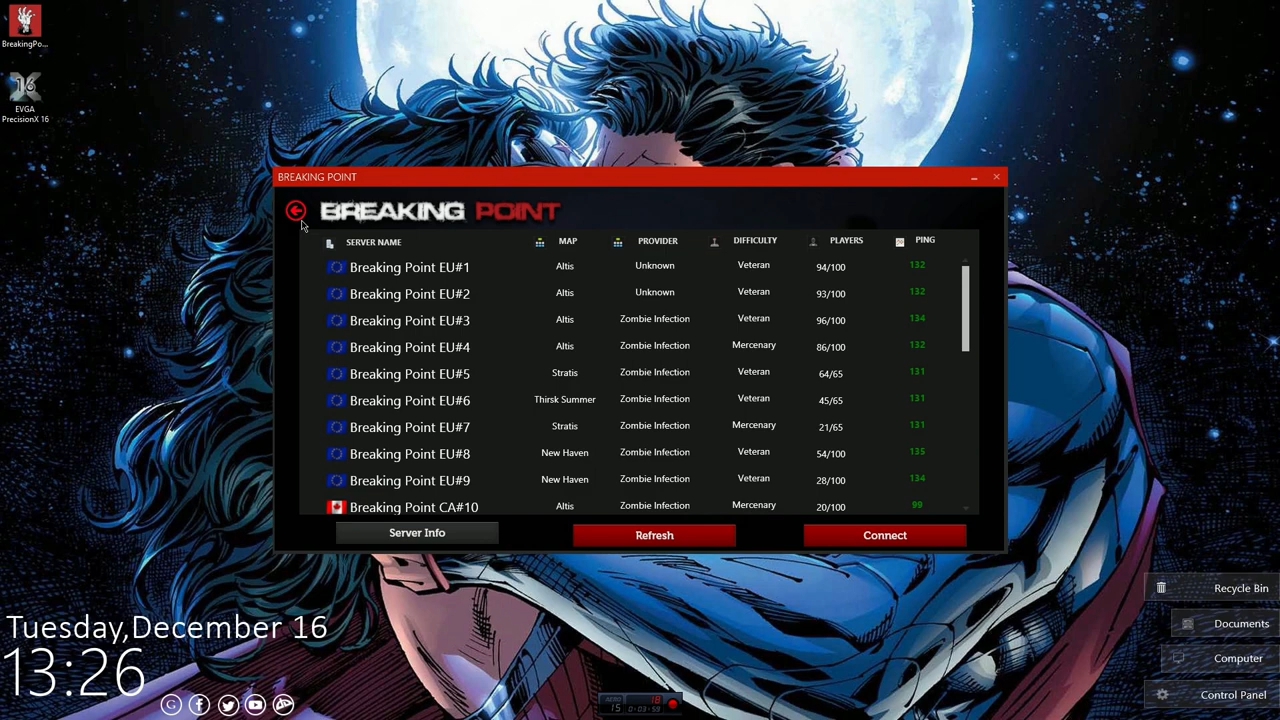 BreakingPo...
16
EVGA
PrecisionX 16
BREAKING POINT
BREAKING POINT
SERVER NAME MAP PROVIDER DIFFICULTY PLAYERS PING
Breaking Point EU#1 Altis Unknown Veteran 94/100 132
Breaking Point EU#2 Altis Unknown Veteran 93/100 132
Breaking Point EU#3 Altis Zombie Infection Veteran 96/100 134
Breaking Point EU#4 Altis Zombie Infection Mercenary 86/100 132
Breaking Point EU#5 Stratis Zombie Infection Veteran 64/65 131
Breaking Point EU#6 Thirsk Summer Zombie Infection Veteran 45/65 131
Breaking Point EU#7 Stratis Zombie Infection Mercenary 21/65 131
Breaking Point EU#8 New Haven Zombie Infection Veteran 54/100 135
Breaking Point EU#9 New Haven Zombie Infection Veteran 28/100 134
Breaking Point CA#10 Altis Zombie Infection Mercenary 20/100 99
Server Info Refresh Connect
Recycle Bin
Documents
Computer
Control Panel
Tuesday,December 16
13:26
AERO 18
15 0:03:59